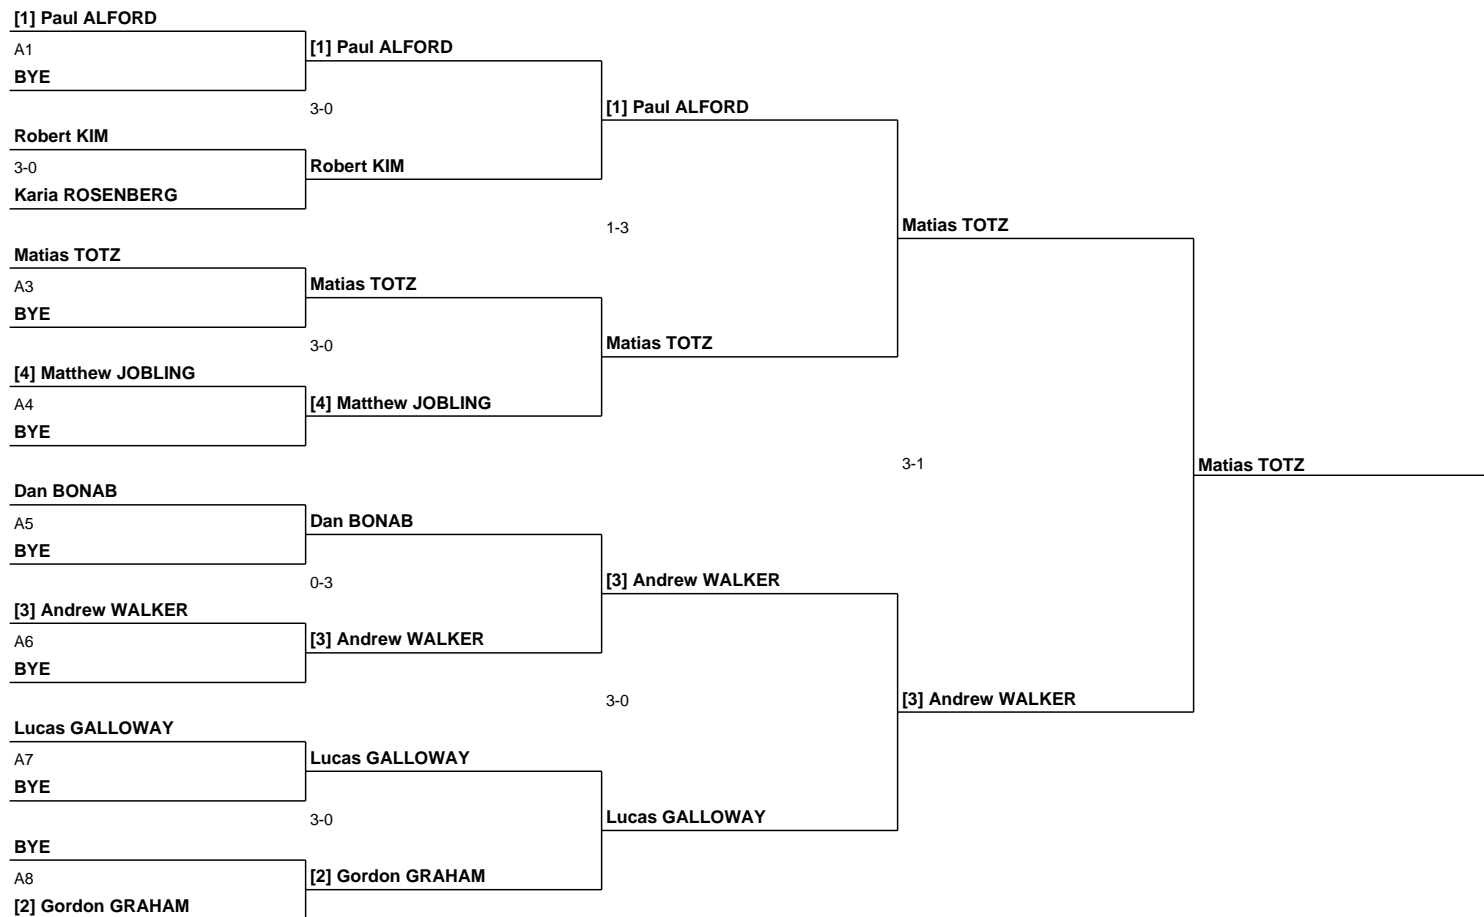 [1] Paul ALFORD
A1
BYE
[1] Paul ALFORD
3-0
Robert KIM
3-0
Karia ROSENBERG
Robert KIM
[1] Paul ALFORD
1-3
Matias TOTZ
A3
BYE
Matias TOTZ
3-0
[4] Matthew JOBLING
A4
BYE
[4] Matthew JOBLING
Matias TOTZ
Matias TOTZ
3-1
Matias TOTZ
Dan BONAB
A5
BYE
Dan BONAB
0-3
[3] Andrew WALKER
A6
BYE
[3] Andrew WALKER
[3] Andrew WALKER
3-0
[3] Andrew WALKER
Lucas GALLOWAY
A7
BYE
Lucas GALLOWAY
3-0
Lucas GALLOWAY
BYE
A8
[2] Gordon GRAHAM
[2] Gordon GRAHAM